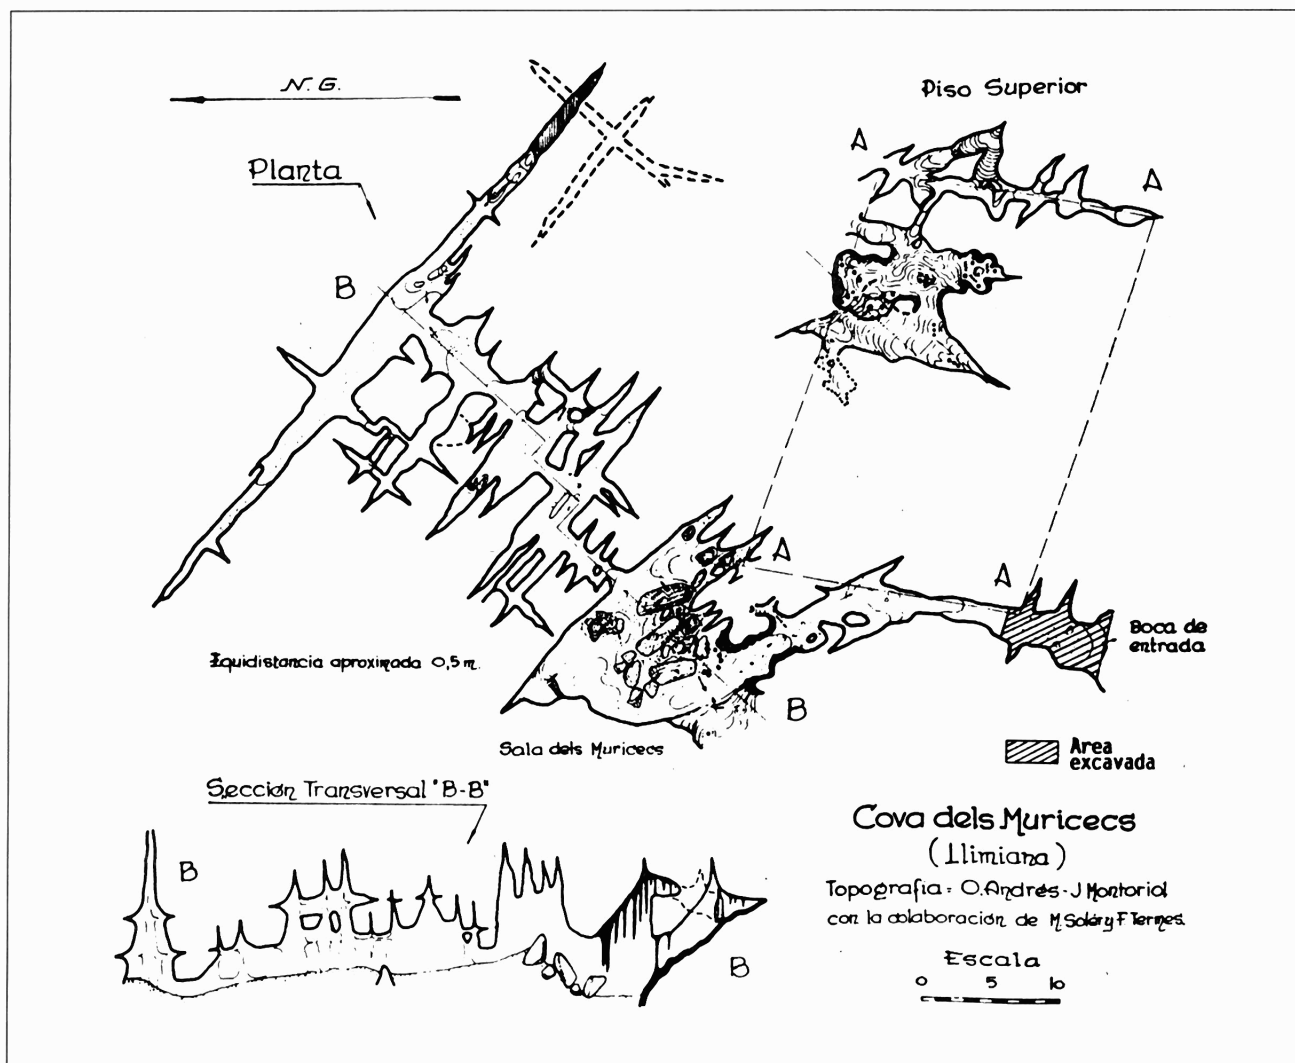 N. G.
Piso Superior
Planta
A
A
B
A
A
Boca de
entrada
Equidistancia aproximada 0,5 m.
B
Sala dels Muricecs
Area
excavada
Sección Transversal "B-B"
B
B
Cova dels Muricecs
(Llimiana)
Topografia: O. Andrés - J Montoriol
con la colaboración de M Soler y F Termes.
Escala
0 5 10